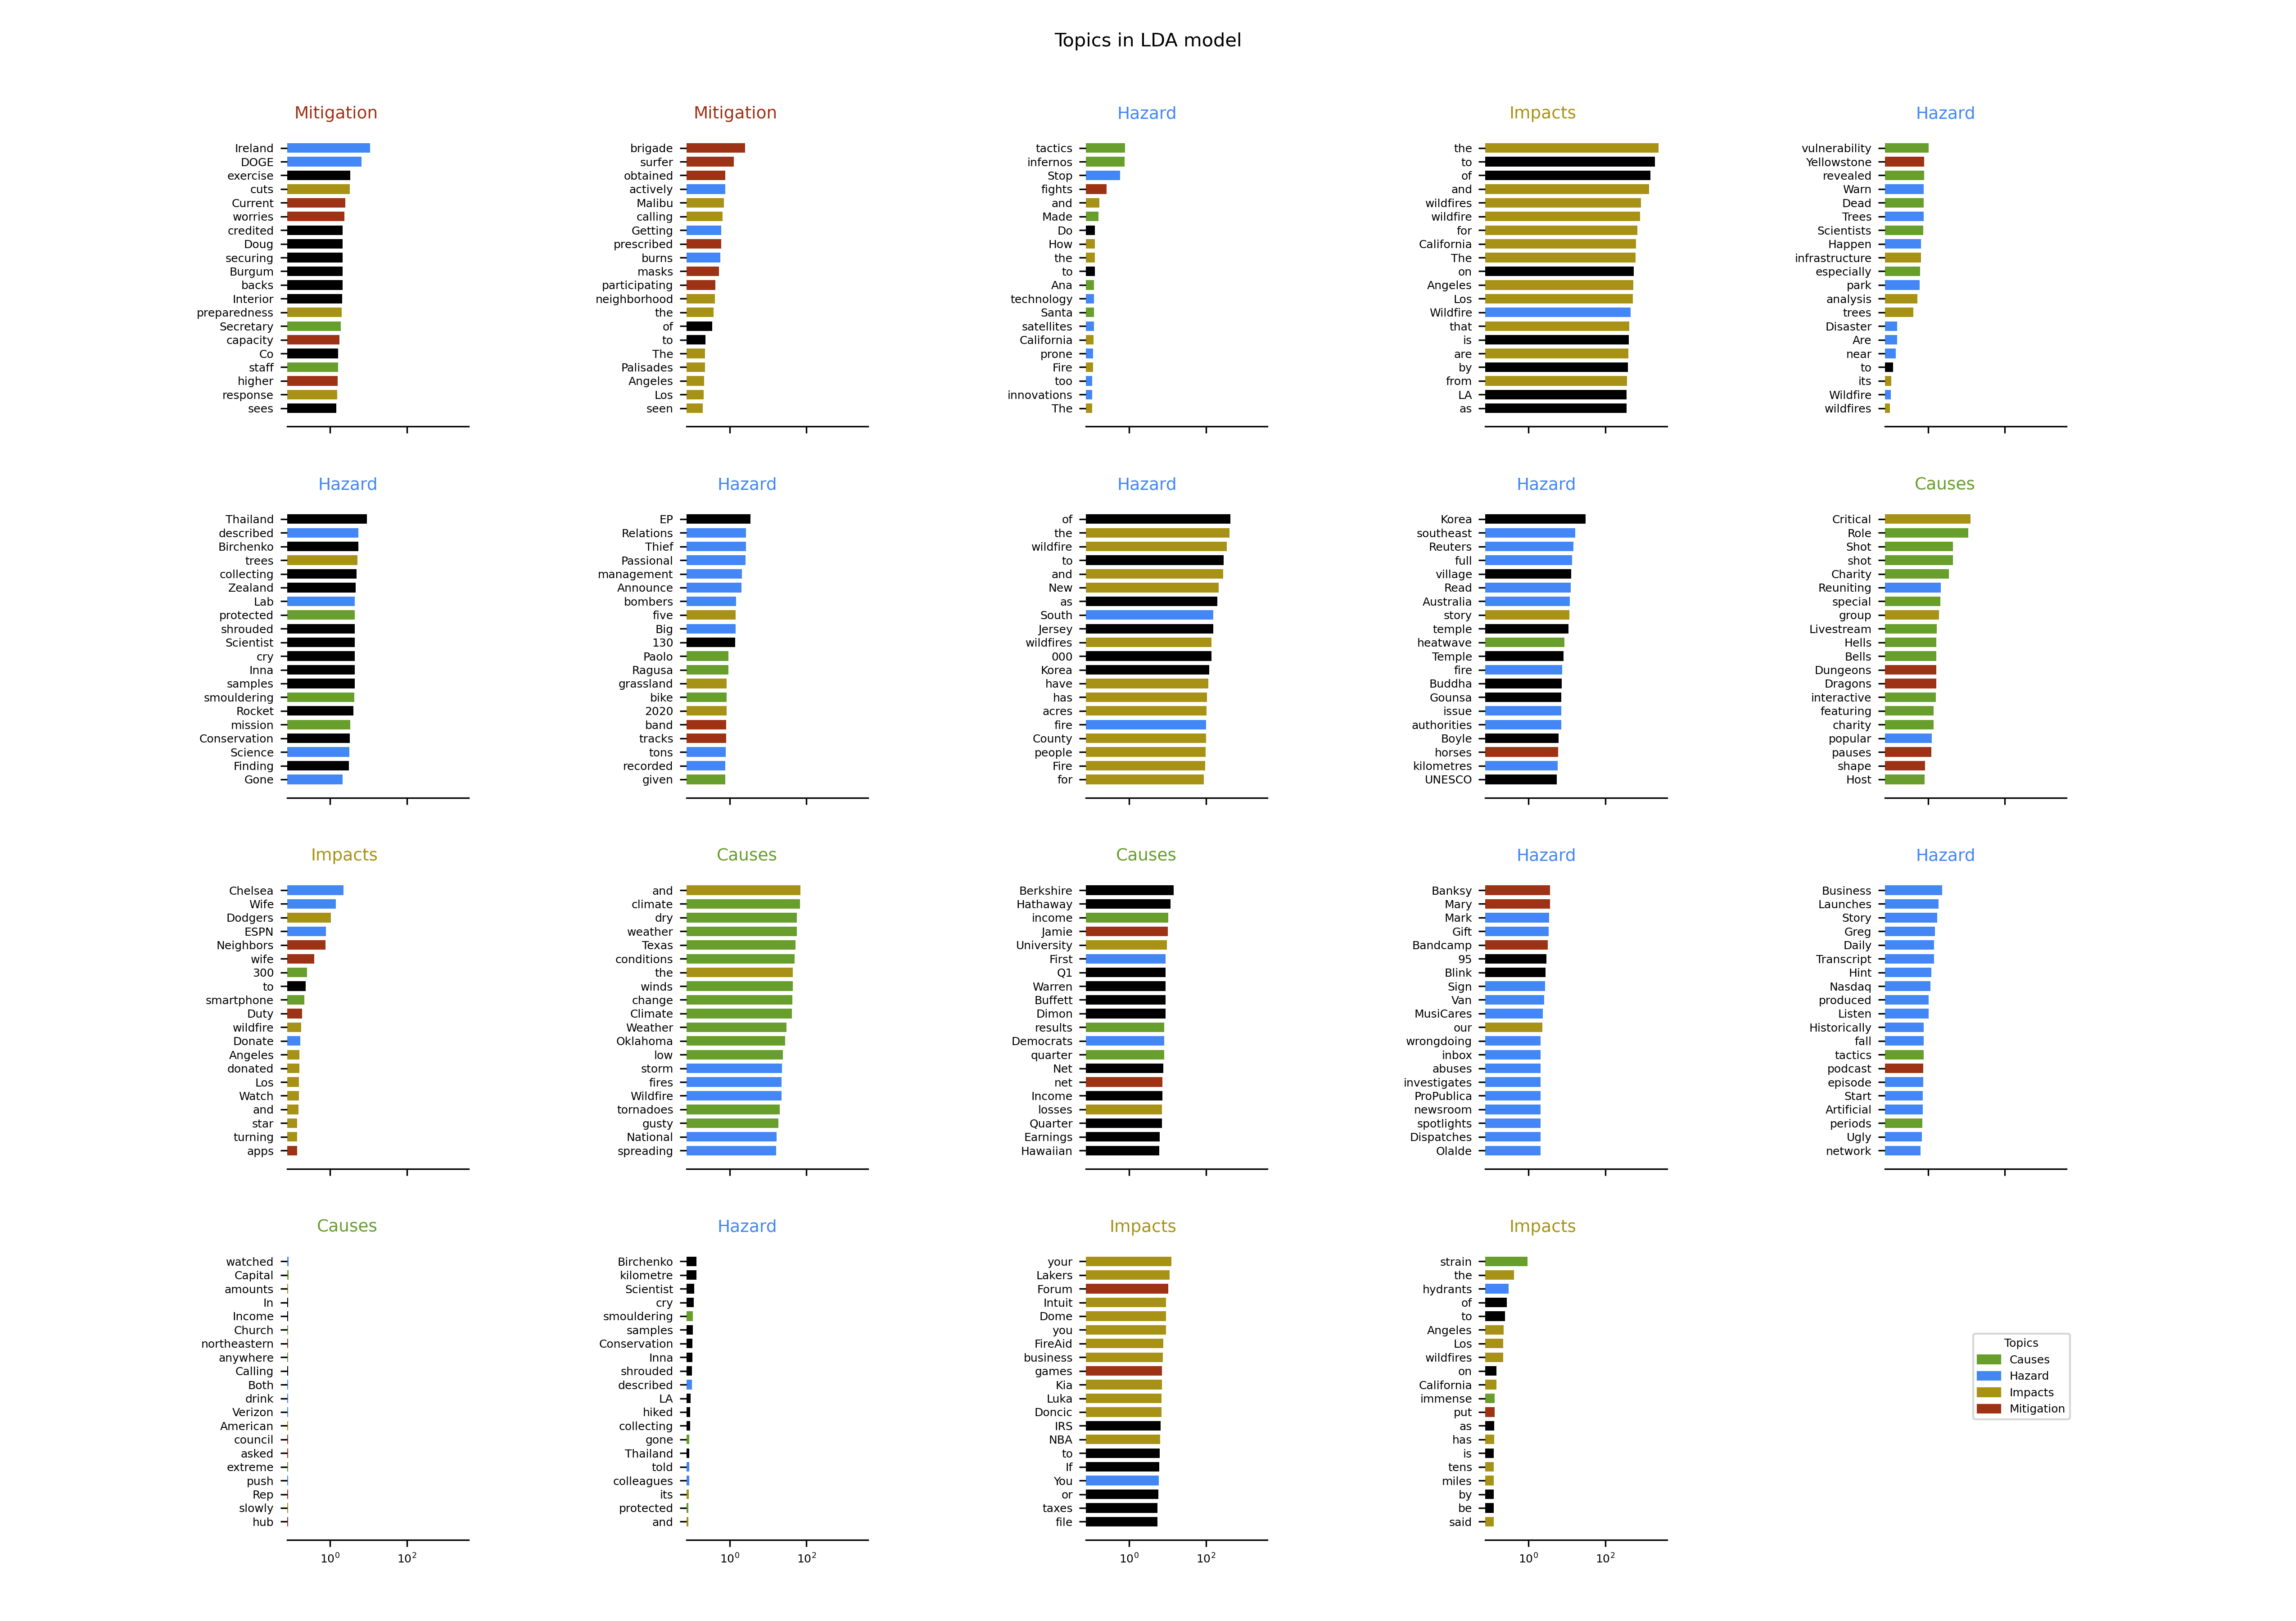 Topics in LDA model
Mitigation
Ireland
DOGE
exercise
cuts
Current
worries
credited
Doug
securing
Burgum
backs
Interior
preparedness
Secretary
capacity
Co
staff
higher
response
sees
Mitigation
brigade
surfer
obtained
actively
Malibu
calling
Getting
prescribed
burns
masks
participating
neighborhood
the
of
to
The
Palisades
Angeles
Los
seen
Hazard
tactics
infernos
Stop
fights
and
Made
Do
How
the
to
Ana
technology
Santa
satellites
California
prone
Fire
too
innovations
The
Impacts
the
to
of
and
wildfires
wildfire
for
California
The
on
Angeles
Los
Wildfire
that
is
are
by
from
LA
as
Hazard
vulnerability
Yellowstone
revealed
Warn
Dead
Trees
Scientists
Happen
infrastructure
especially
park
analysis
trees
Disaster
Are
near
to
its
Wildfire
wildfires
Hazard
Thailand
described
Birchenko
trees
collecting
Zealand
Lab
protected
shrouded
Scientist
cry
Inna
samples
smouldering
Rocket
mission
Conservation
Science
Finding
Gone
Hazard
EP
Relations
Thief
Passional
management
Announce
bombers
five
Big
130
Paolo
Ragusa
grassland
bike
2020
band
tracks
tons
recorded
given
Hazard
of
the
wildfire
to
and
New
as
South
Jersey
wildfires
000
Korea
have
has
acres
fire
County
people
Fire
for
Hazard
Korea
southeast
Reuters
full
village
Read
Australia
story
temple
heatwave
Temple
fire
Buddha
Gounsa
issue
authorities
Boyle
horses
kilometres
UNESCO
Causes
Critical
Role
Shot
shot
Charity
Reuniting
special
group
Livestream
Hells
Bells
Dungeons
Dragons
interactive
featuring
charity
popular
pauses
shape
Host
Impacts
Chelsea
Wife
Dodgers
ESPN
Neighbors
wife
300
to
smartphone
Duty
wildfire
Donate
Angeles
donated
Los
Watch
and
star
turning
apps
Causes
and
climate
dry
weather
Texas
conditions
the
winds
change
Climate
Weather
Oklahoma
low
storm
fires
Wildfire
tornadoes
gusty
National
spreading
Causes
Berkshire
Hathaway
income
Jamie
University
First
Q1
Warren
Buffett
Dimon
results
Democrats
quarter
Net
net
Income
losses
Quarter
Earnings
Hawaiian
Hazard
Banksy
Mary
Mark
Gift
Bandcamp
95
Blink
Sign
Van
MusiCares
our
wrongdoing
inbox
abuses
investigates
ProPublica
newsroom
spotlights
Dispatches
Olalde
Hazard
Business
Launches
Story
Greg
Daily
Transcript
Hint
Nasdaq
produced
Listen
Historically
fall
tactics
podcast
episode
Start
Artificial
periods
Ugly
network
Causes
watched
Capital
amounts
In
Income
Church
northeastern
anywhere
Calling
Both
drink
Verizon
American
council
asked
extreme
push
Rep
slowly
hub
10⁰ 10²
Hazard
Birchenko
kilometre
Scientist
cry
smouldering
samples
Conservation
Inna
shrouded
described
LA
hiked
collecting
gone
Thailand
told
colleagues
its
protected
and
10⁰ 10²
Impacts
your
Lakers
Forum
Intuit
Dome
you
FireAid
business
games
Kia
Luka
Doncic
IRS
NBA
to
If
You
or
taxes
file
10⁰ 10²
Impacts
strain
the
hydrants
of
to
Angeles
Los
wildfires
on
California
immense
put
as
has
is
tens
miles
by
be
said
10⁰ 10²
Topics
Causes
Hazard
Impacts
Mitigation